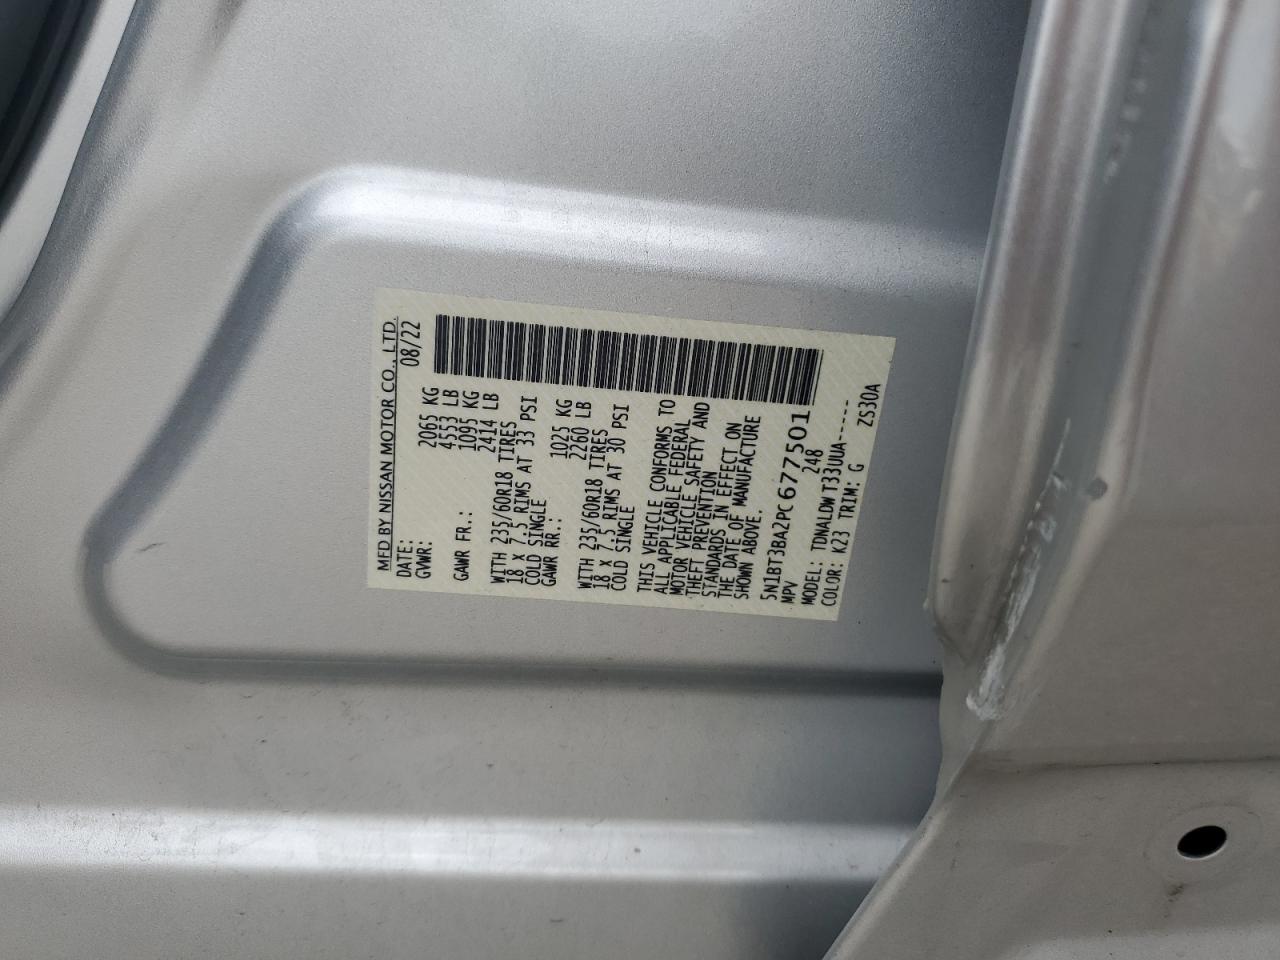 MFD BY NISSAN MOTOR CO., LTD.
DATE: 08/22
GVWR: 2065 KG
4553 LB
GAWR FR.: 1095 KG
2414 LB
WITH 235/60R18 TIRES
18 X 7.5 RIMS AT 33 PSI
COLD SINGLE
GAWR RR.: 1025 KG
2260 LB
WITH 235/60R18 TIRES
18 X 7.5 RIMS AT 30 PSI
COLD SINGLE
THIS VEHICLE CONFORMS TO
ALL APPLICABLE FEDERAL
MOTOR VEHICLE SAFETY AND
THEFT PREVENTION
STANDARDS IN EFFECT ON
THE DATE OF MANUFACTURE
SHOWN ABOVE.
5N1BT3BA2PC677501
MPV 248
MODEL: TDNALDW T33UUA------
COLOR: K23 TRIM: G ZS30A